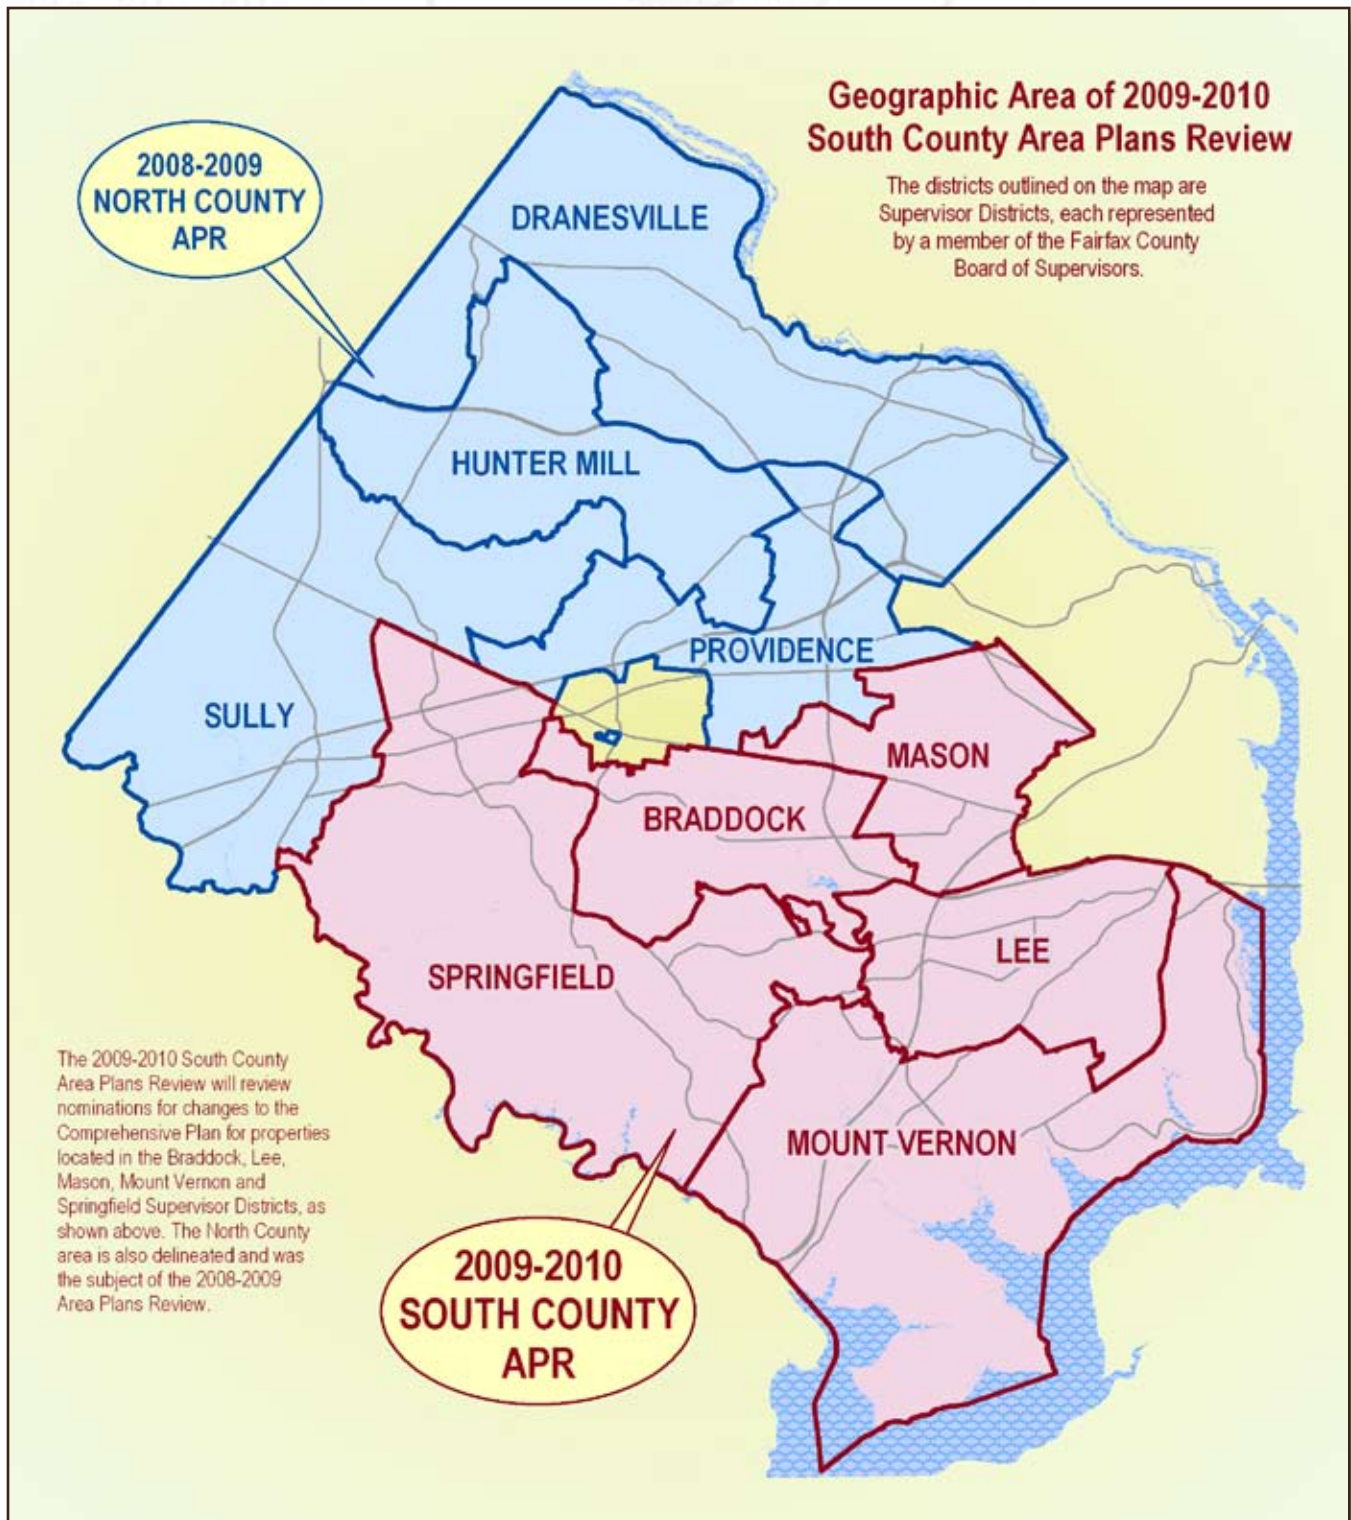 Geographic Area of 2009-2010
South County Area Plans Review
The districts outlined on the map are
Supervisor Districts, each represented
by a member of the Fairfax County
Board of Supervisors.
2008-2009
NORTH COUNTY
APR
DRANESVILLE
HUNTER MILL
PROVIDENCE
SULLY
MASON
BRADDOCK
LEE
SPRINGFIELD
MOUNT VERNON
The 2009-2010 South County
Area Plans Review will review
nominations for changes to the
Comprehensive Plan for properties
located in the Braddock, Lee,
Mason, Mount Vernon and
Springfield Supervisor Districts, as
shown above. The North County
area is also delineated and was
the subject of the 2008-2009
Area Plans Review.
2009-2010
SOUTH COUNTY
APR